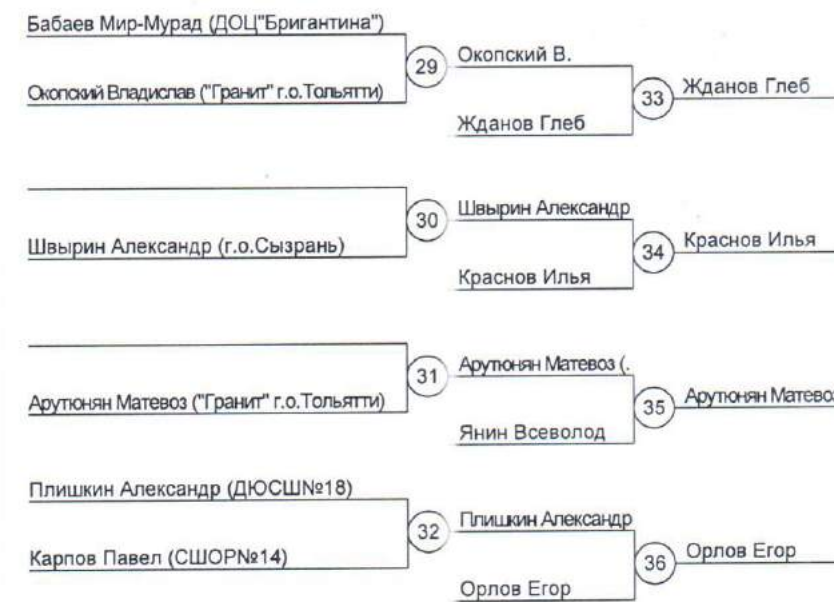 Бабаев Мир-Мурад (ДОЦ"Бригантина")
29
Окопский В.
Окопский Владислав ("Гранит" г.о.Тольятти)
33
Жданов Глеб
Жданов Глеб
30
Швырин Александр
Швырин Александр (г.о.Сызрань)
34
Краснов Илья
Краснов Илья
31
Арутюнян Матевоз (.
Арутюнян Матевоз ("Гранит" г.о.Тольятти)
35
Арутюнян Матевоз
Янин Всеволод
Плишкин Александр (ДЮСШ№18)
32
Плишкин Александр
Карпов Павел (СШОР№14)
36
Орлов Егор
Орлов Егор